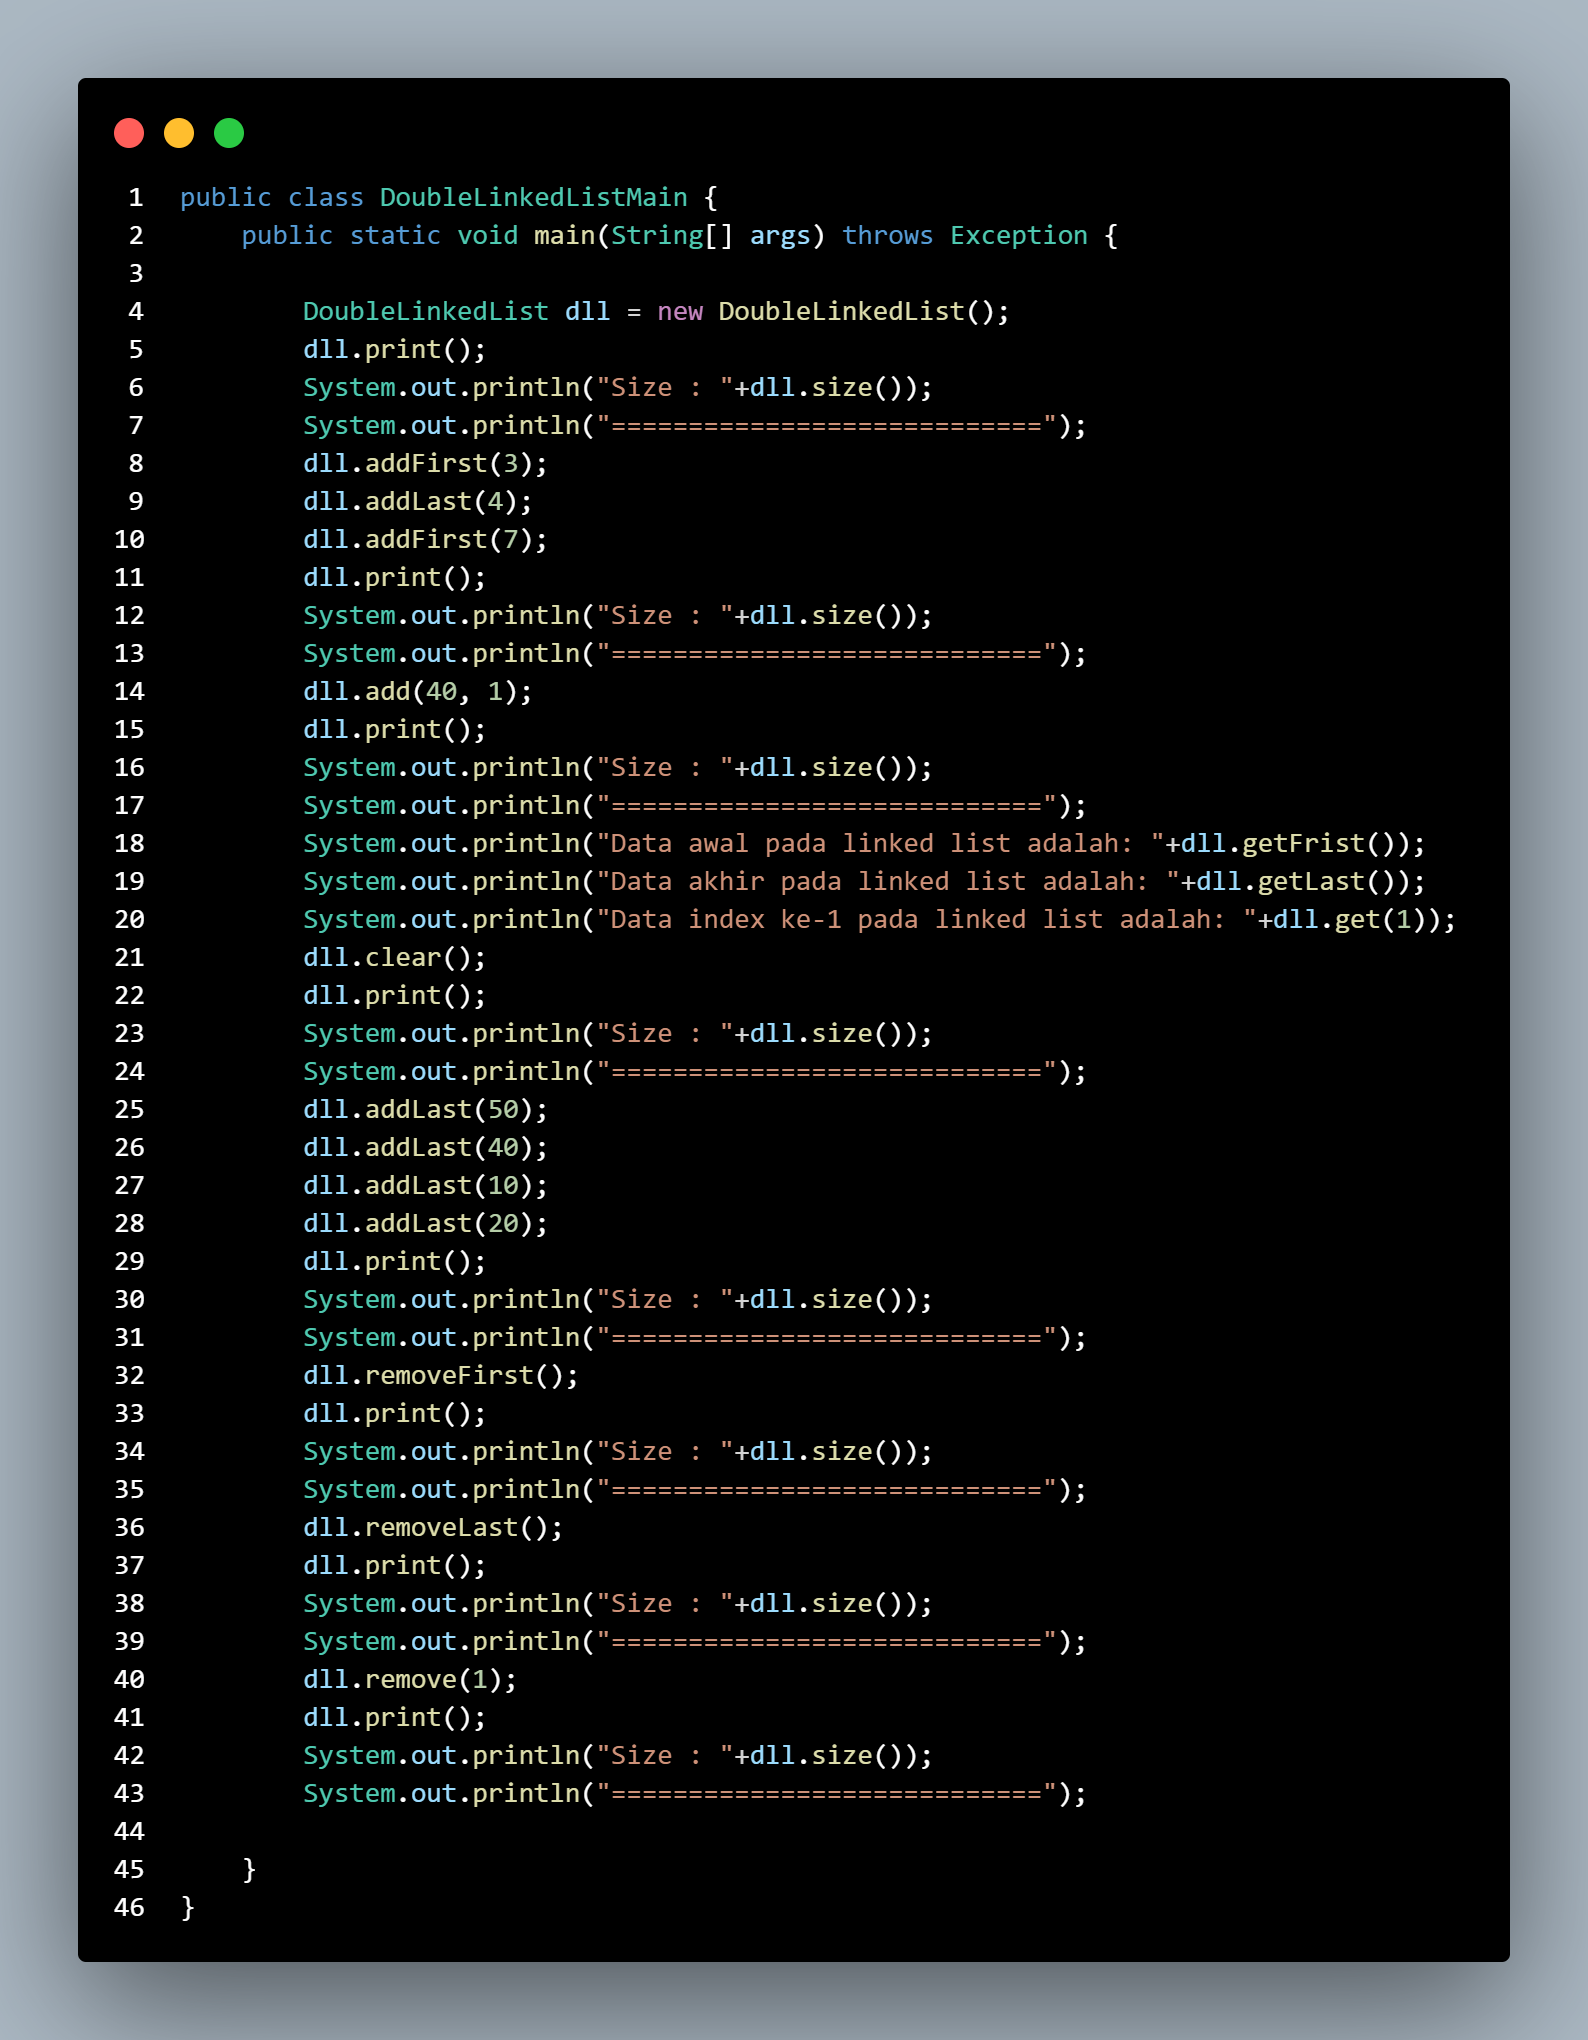 1 public class DoubleLinkedListMain {
2     public static void main(String[] args) throws Exception {
3
4         DoubleLinkedList dll = new DoubleLinkedList();
5         dll.print();
6         System.out.println("Size : "+dll.size());
7         System.out.println("============================");
8         dll.addFirst(3);
9         dll.addLast(4);
10         dll.addFirst(7);
11         dll.print();
12         System.out.println("Size : "+dll.size());
13         System.out.println("============================");
14         dll.add(40, 1);
15         dll.print();
16         System.out.println("Size : "+dll.size());
17         System.out.println("============================");
18         System.out.println("Data awal pada linked list adalah: "+dll.getFrist());
19         System.out.println("Data akhir pada linked list adalah: "+dll.getLast());
20         System.out.println("Data index ke-1 pada linked list adalah: "+dll.get(1));
21         dll.clear();
22         dll.print();
23         System.out.println("Size : "+dll.size());
24         System.out.println("============================");
25         dll.addLast(50);
26         dll.addLast(40);
27         dll.addLast(10);
28         dll.addLast(20);
29         dll.print();
30         System.out.println("Size : "+dll.size());
31         System.out.println("============================");
32         dll.removeFirst();
33         dll.print();
34         System.out.println("Size : "+dll.size());
35         System.out.println("============================");
36         dll.removeLast();
37         dll.print();
38         System.out.println("Size : "+dll.size());
39         System.out.println("============================");
40         dll.remove(1);
41         dll.print();
42         System.out.println("Size : "+dll.size());
43         System.out.println("============================");
44
45     }
46 }